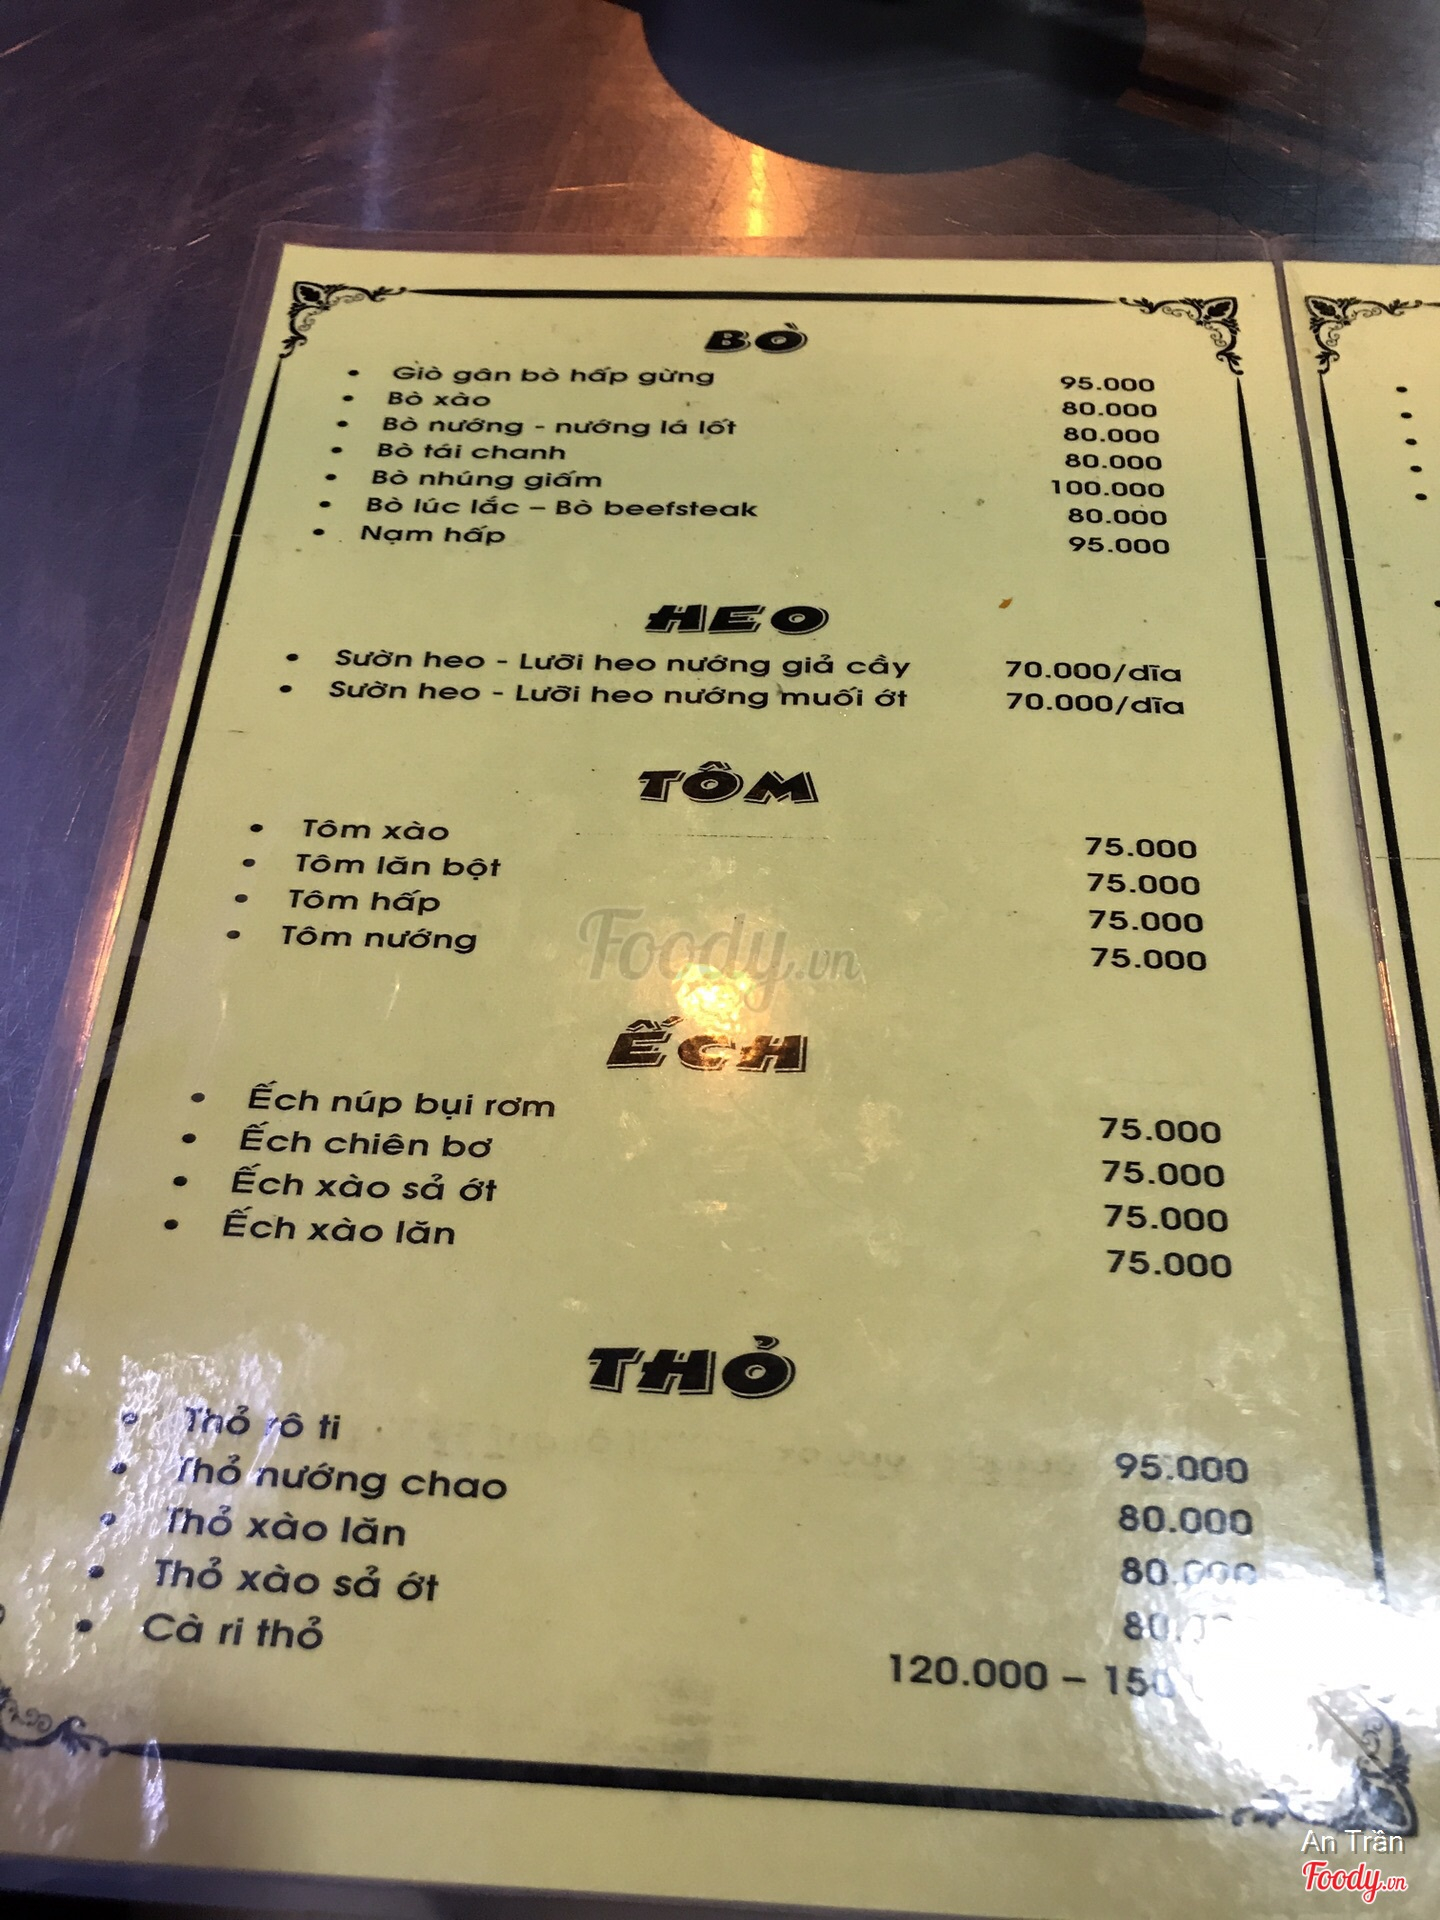 BÒ
• Giò gân bò hấp gừng 95.000
• Bò xào 80.000
• Bò nướng - nướng lá lốt 80.000
• Bò tái chanh 80.000
• Bò nhúng giấm 100.000
• Bò lúc lắc – Bò beefsteak 80.000
• Nạm hấp 95.000
HEO
• Sườn heo - Lưỡi heo nướng giả cầy 70.000/dĩa
• Sườn heo - Lưỡi heo nướng muối ớt 70.000/dĩa
TÔM
• Tôm xào 75.000
• Tôm lăn bột 75.000
• Tôm hấp 75.000
• Tôm nướng 75.000
Foody.vn
ẾCH
• Ếch núp bụi rơm 75.000
• Ếch chiên bơ 75.000
• Ếch xào sả ớt 75.000
• Ếch xào lăn 75.000
THỎ
• Thỏ rô ti 95.000
• Thỏ nướng chao 80.000
• Thỏ xào lăn 80.000
• Thỏ xào sả ớt
• Cà ri thỏ 120.000 –
An Trần
Foody.vn